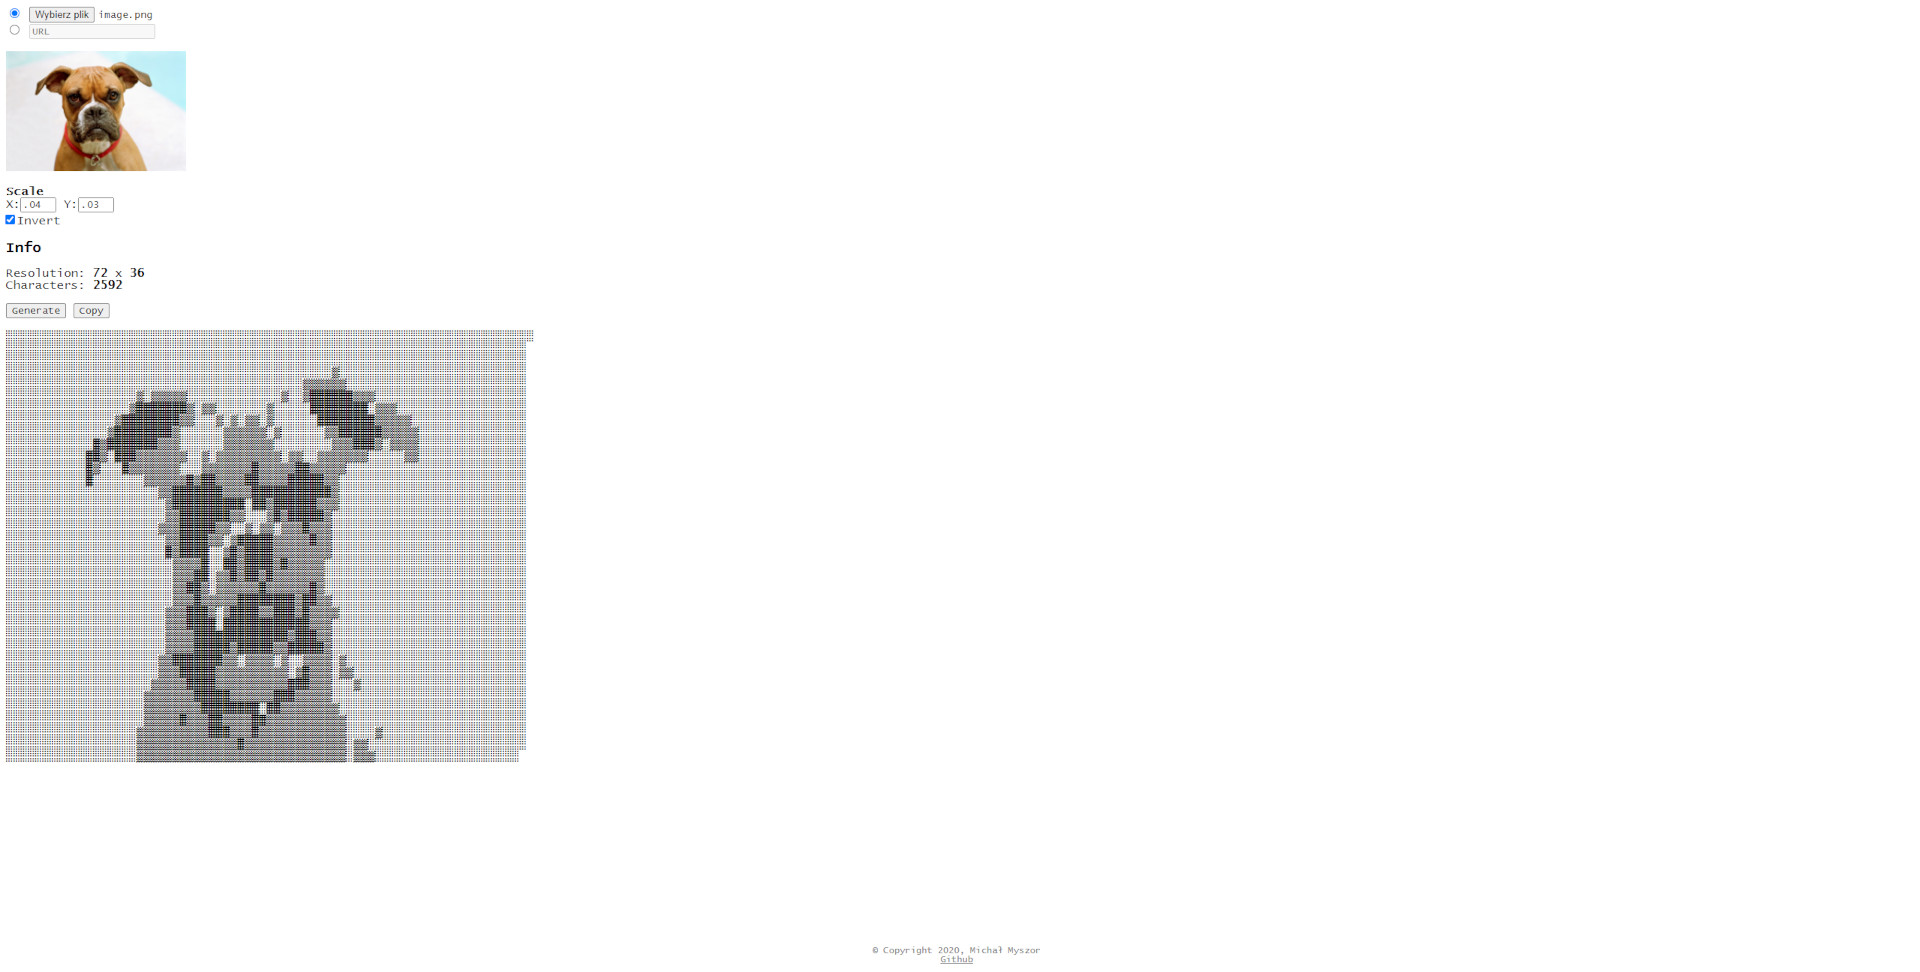 Wybierz plik image.png
URL
Scale
X: .04 Y: .03
Invert
Info
Resolution: 72 x 36
Characters: 2592
Generate Copy
© Copyright 2020, Michał Myszor
Github